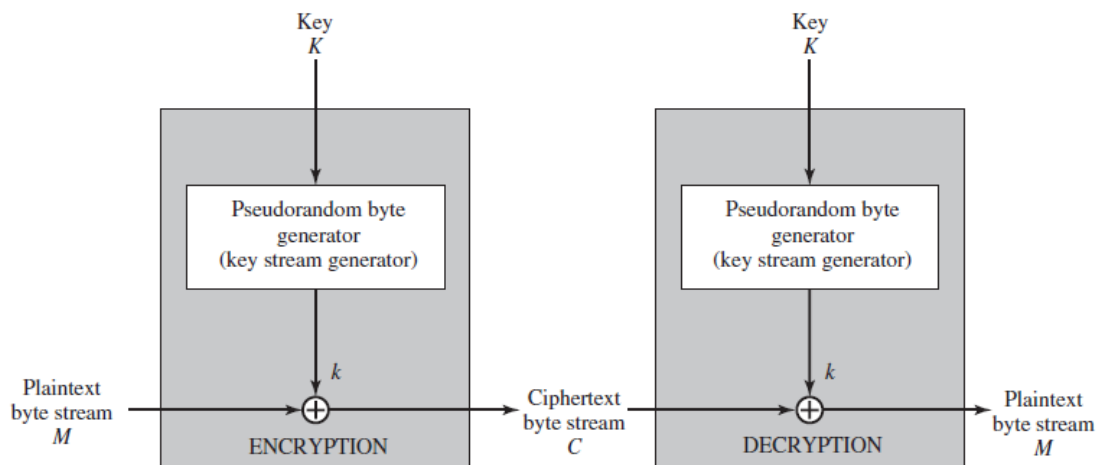 Key
K
Pseudorandom byte
generator
(key stream generator)
k
Plaintext
byte stream
M
ENCRYPTION
Ciphertext
byte stream
C
Key
K
Pseudorandom byte
generator
(key stream generator)
k
DECRYPTION
Plaintext
byte stream
M